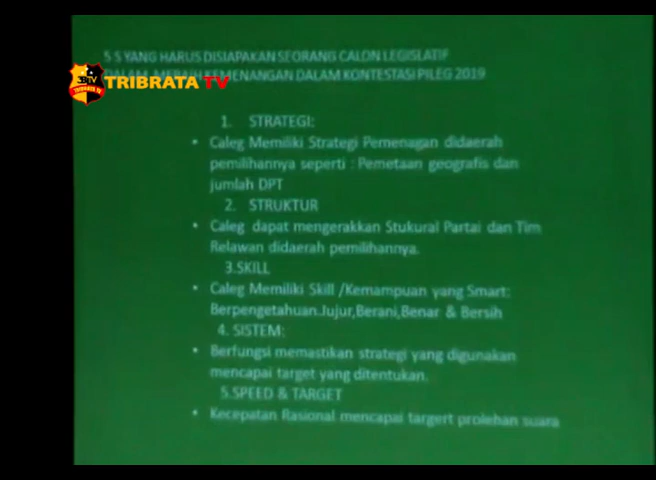 5 S YANG HARUS DISIAPAKAN SEORANG CALON LEGISLATIF
DALAM KONTESTASI PILEG 2019
TRIBRATA TV
1. STRATEGI:
• Caleg Memiliki Strategi Pemenagan didaerah
pemilihannya seperti : Pemetaan geografis dan
jumlah DPT
2. STRUKTUR
• Caleg dapat mengerakkan Stukural Partai dan Tim
Relawan didaerah pemilihannya.
3.SKILL
• Caleg Memiliki Skill /Kemampuan yang Smart:
Berpengetahuan.Jujur,Berani,Benar & Bersih
4. SISTEM:
• Berfungsi memastikan strategi yang digunakan
mencapai target yang ditentukan.
5.SPEED & TARGET
• Kecepatan Rasional mencapai targert prolehan suara